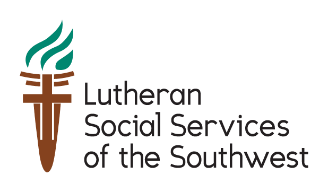 Lutheran
Social Services
of the Southwest